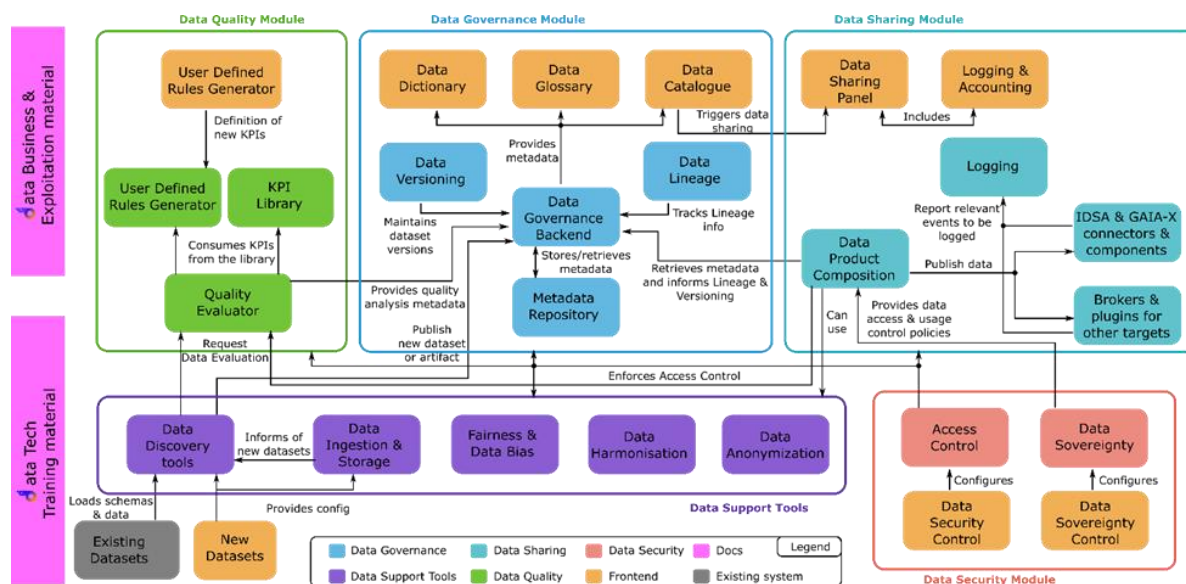 Data Quality Module
Data Governance Module
Data Sharing Module
Data Business &
Exploitation material
User Defined
Rules Generator
Data
Dictionary
Data
Glossary
Data
Catalogue
Data
Sharing
Panel
Logging &
Accounting
Definition of
new KPIs
Provides
metadata
Triggers data
sharing
Includes
User Defined
Rules Generator
KPI
Library
Data
Versioning
Data
Lineage
Logging
Maintains
dataset
versions
Data
Governance
Backend
Tracks Lineage
info
Report relevant
events to be
logged
IDSA & GAIA-X
connectors &
components
Consumes KPIs
from the library
Stores/retrieves
metadata
Data
Product
Composition
Publish data
Quality
Evaluator
Provides quality
analysis metadata
Metadata
Repository
Retrieves metadata
and informs Lineage &
Versioning
Can
use
Provides data
access & usage
control policies
Brokers &
plugins for
other targets
Request
Data Evaluation
Publish
new dataset
or artifact
Enforces Access Control
Data Tech
Training material
Data
Discovery
tools
Informs of
new datasets
Data
Ingestion &
Storage
Fairness &
Data Bias
Data
Harmonisation
Data
Anonymization
Access
Control
Data
Sovereignty
Loads schemas
& data
Provides config
Data Support Tools
Configures
Configures
Existing
Datasets
New
Datasets
Data
Security
Control
Data
Sovereignty
Control
Legend
Data Governance
Data Sharing
Data Security
Docs
Data Support Tools
Data Quality
Frontend
Existing system
Data Security Module